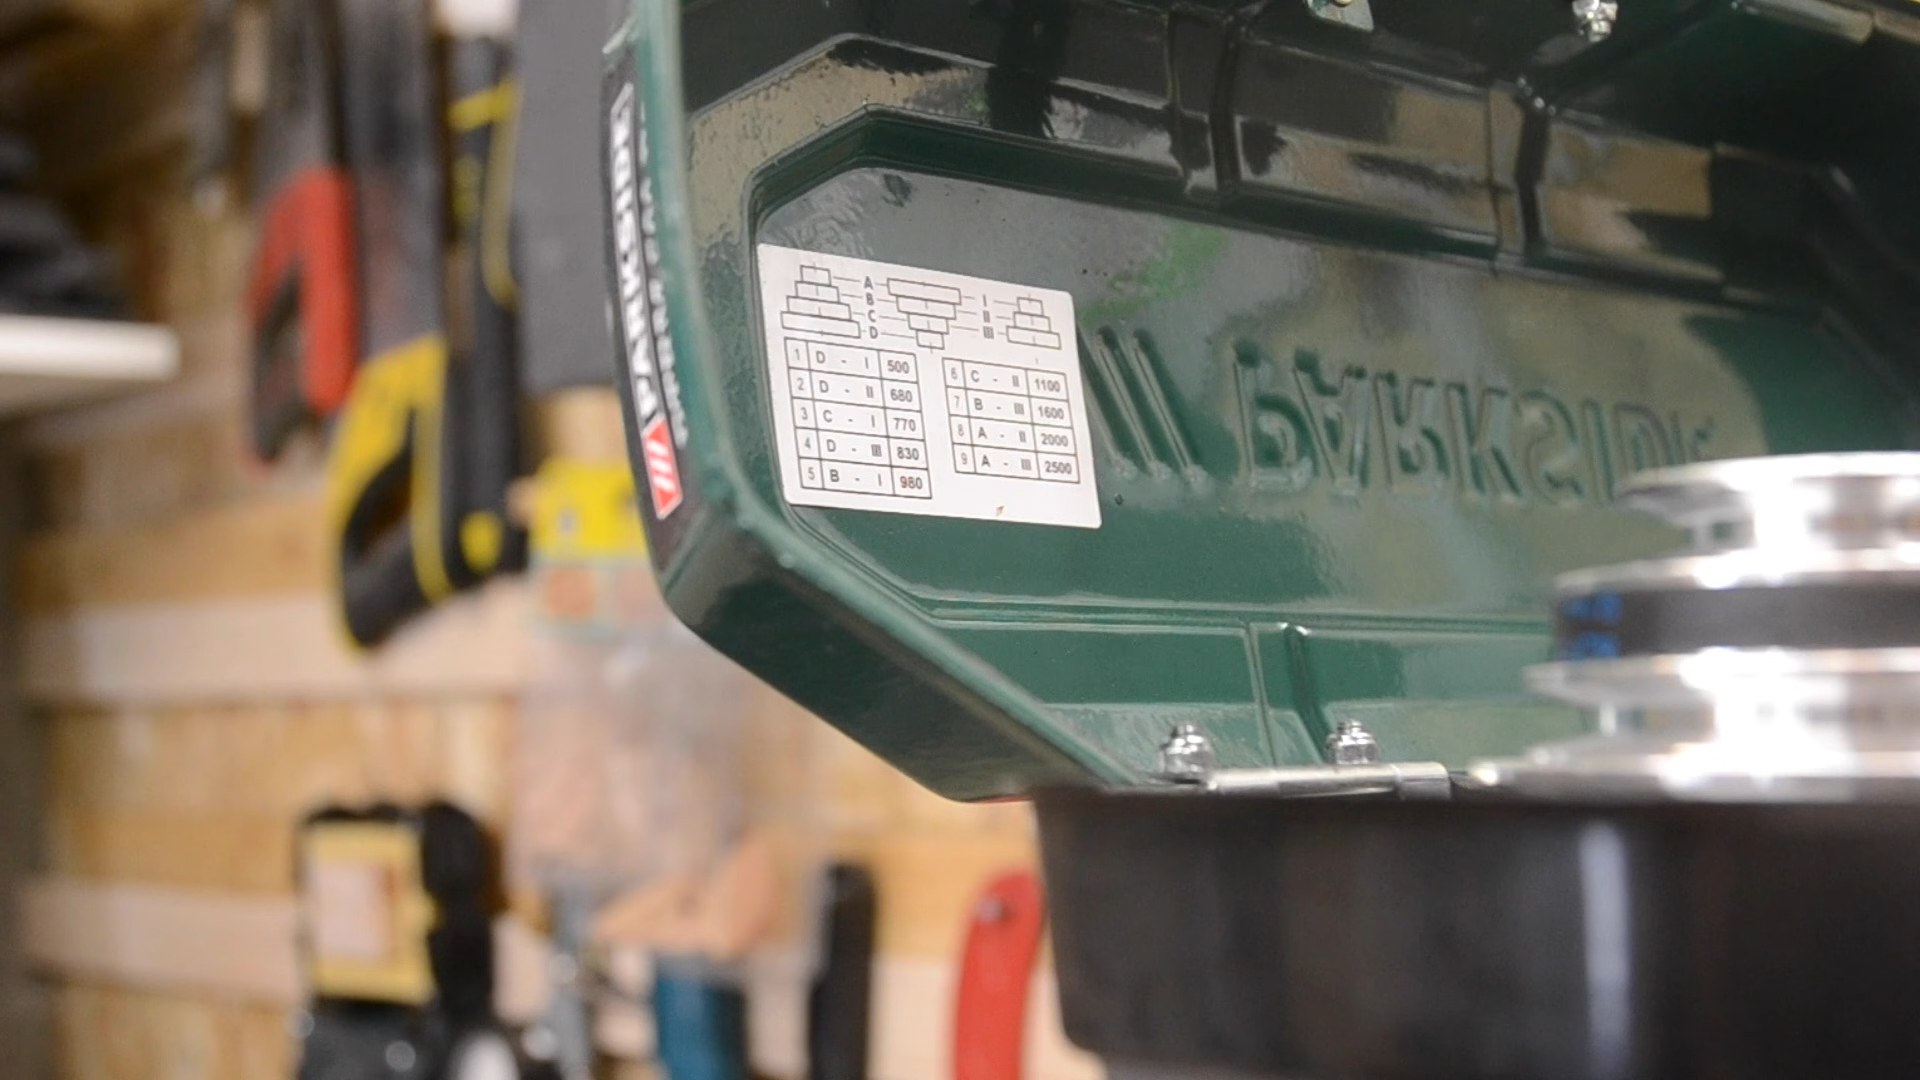 A I
B II
C III
D
1 D - I 500
2 D - II 680
3 C - I 770
4 D - III 830
5 B - I 980
6 C - II 1100
7 B - III 1600
8 A - II 2000
9 A - III 2500
PARKSIDE
PARKSIDE